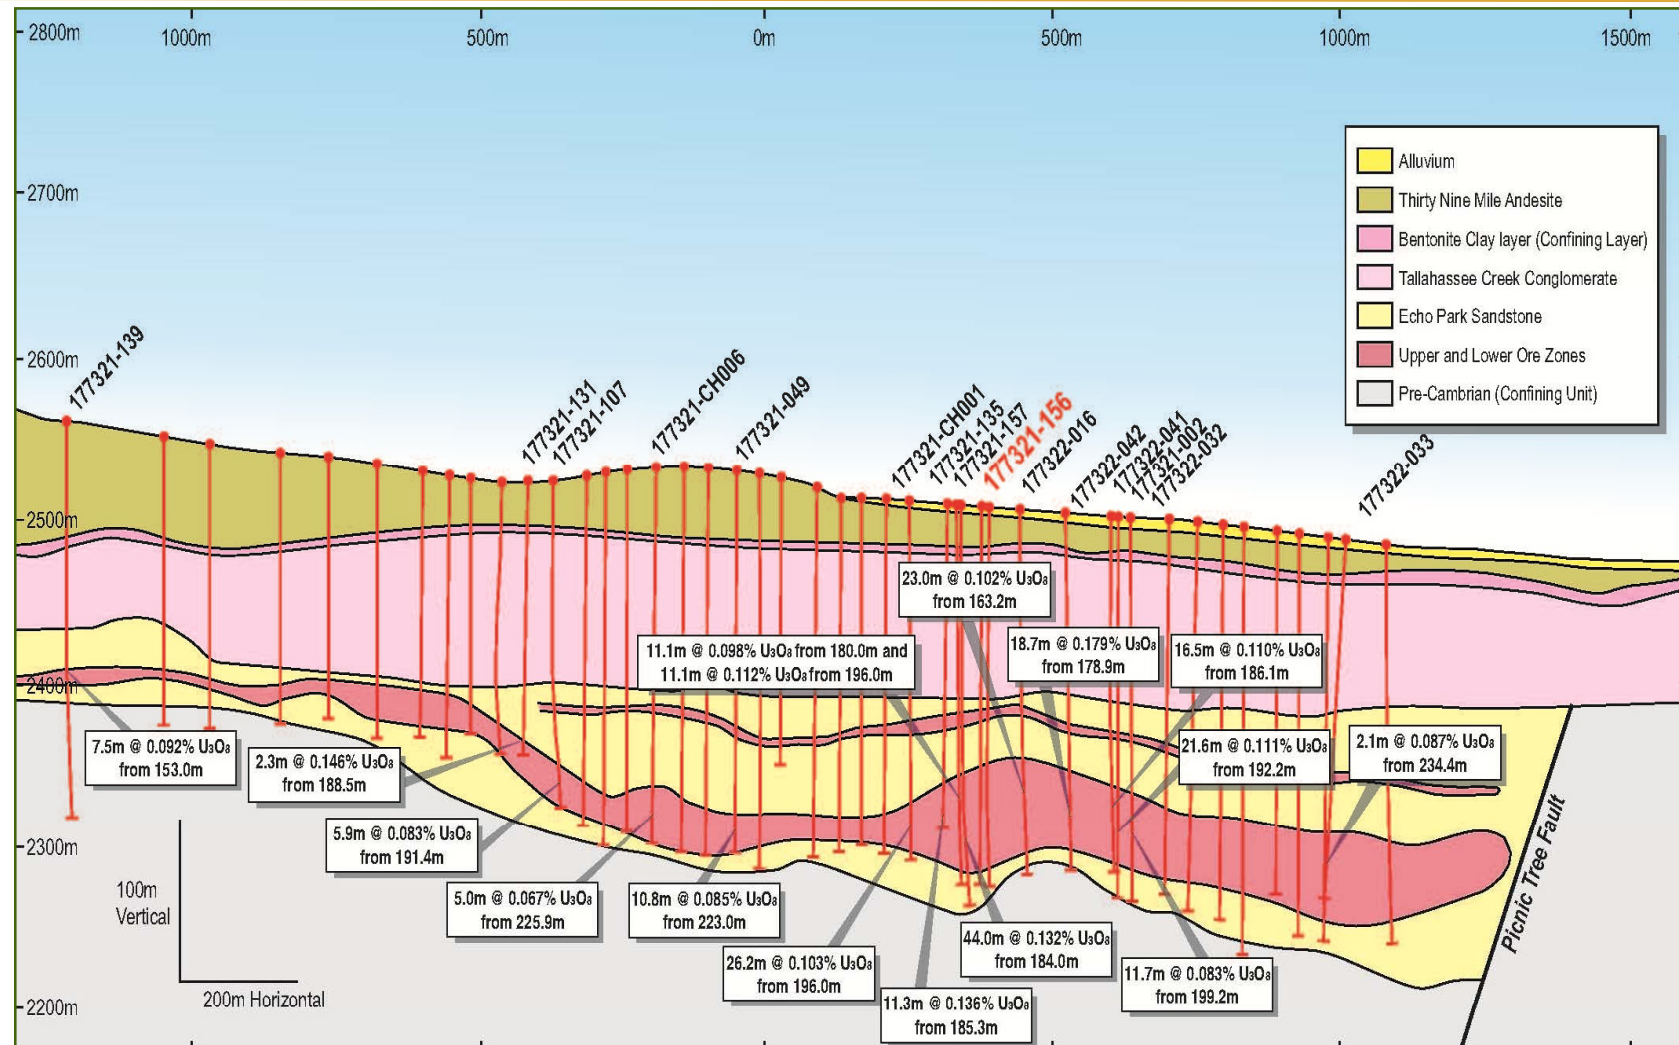 2800m
1000m
500m
0m
500m
1000m
1500m
2700m
2600m
2500m
2400m
2300m
2200m
Alluvium
Thirty Nine Mile Andesite
Bentonite Clay layer (Confining Layer)
Tallahassee Creek Conglomerate
Echo Park Sandstone
Upper and Lower Ore Zones
Pre-Cambrian (Confining Unit)
177321-139
177321-131
177321-107
177321-CH006
177321-049
177321-CH001
177321-135
177321-157
177321-156
177322-016
177322-042
177322-041
177321-002
177322-032
177322-033
23.0m @ 0.102% U₃O₈
from 163.2m
11.1m @ 0.098% U₃O₈ from 180.0m and
11.1m @ 0.112% U₃O₈ from 196.0m
18.7m @ 0.179% U₃O₈
from 178.9m
16.5m @ 0.110% U₃O₈
from 186.1m
7.5m @ 0.092% U₃O₈
from 153.0m
2.3m @ 0.146% U₃O₈
from 188.5m
21.6m @ 0.111% U₃O₈
from 192.2m
2.1m @ 0.087% U₃O₈
from 234.4m
5.9m @ 0.083% U₃O₈
from 191.4m
5.0m @ 0.067% U₃O₈
from 225.9m
10.8m @ 0.085% U₃O₈
from 223.0m
26.2m @ 0.103% U₃O₈
from 196.0m
44.0m @ 0.132% U₃O₈
from 184.0m
11.3m @ 0.136% U₃O₈
from 185.3m
11.7m @ 0.083% U₃O₈
from 199.2m
Picnic Tree Fault
100m
Vertical
200m Horizontal